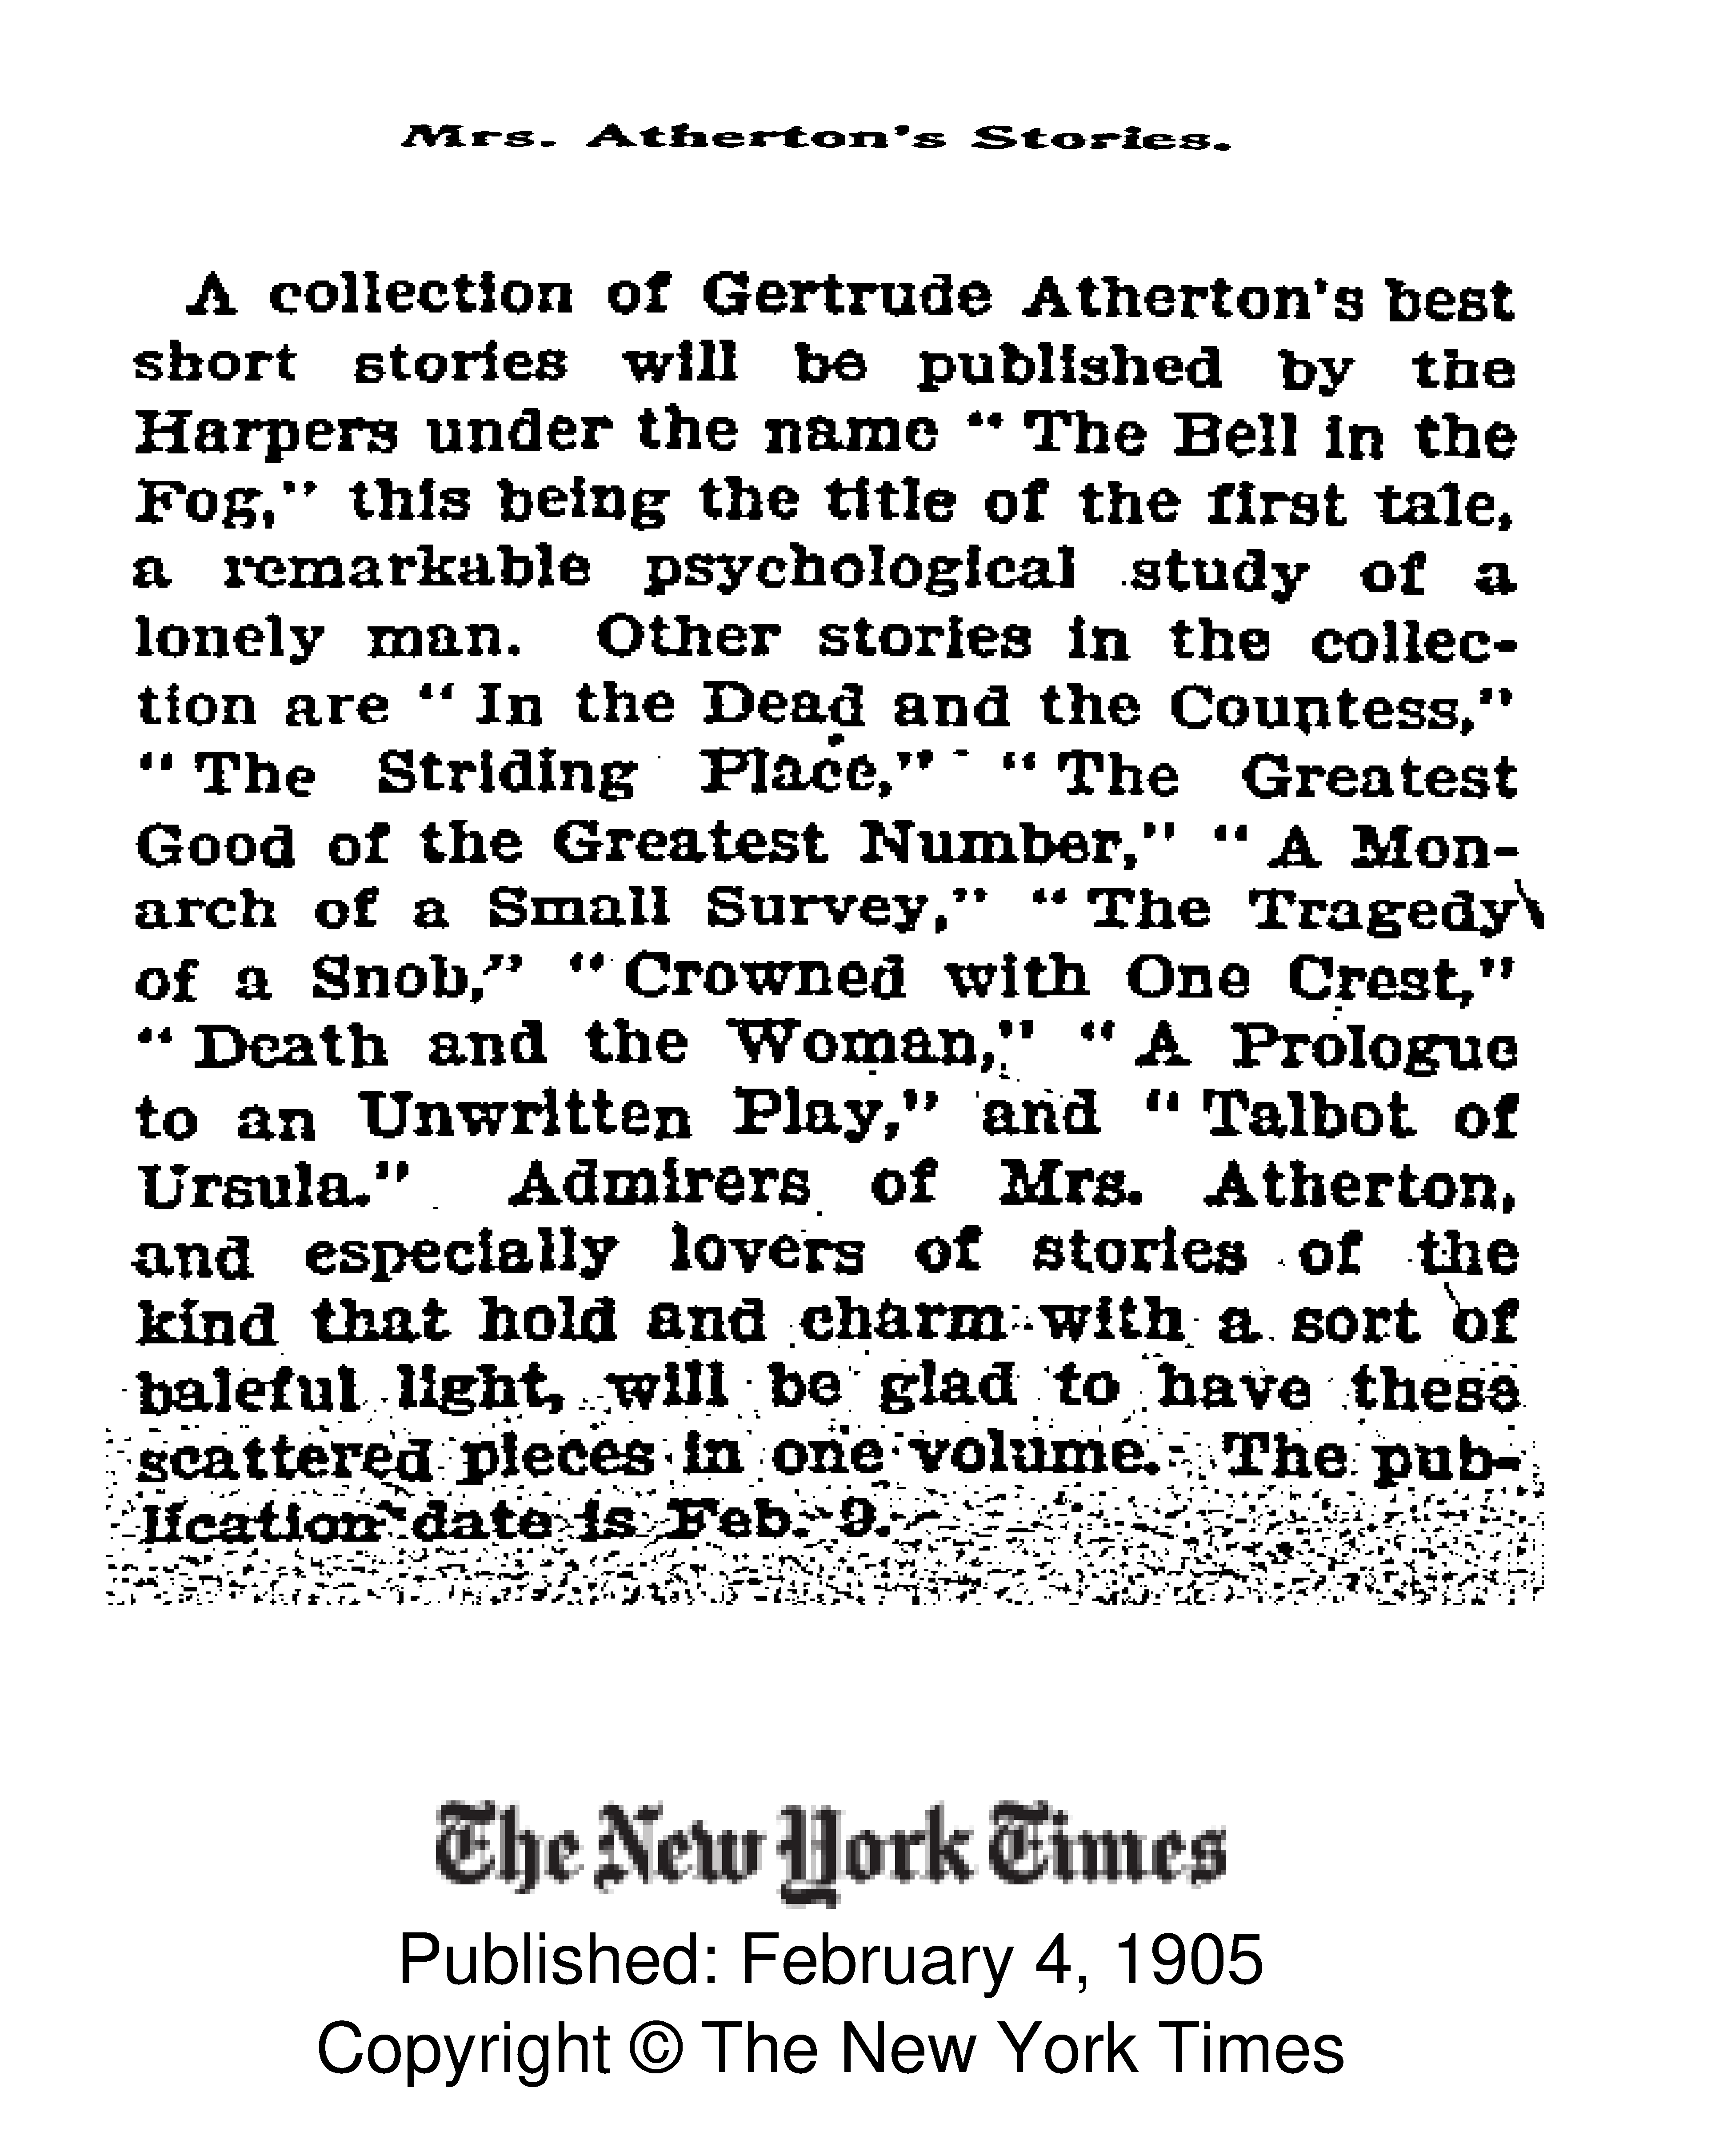 Mrs. Atherton's Stories.
A collection of Gertrude Atherton's best
short stories will be published by the
Harpers under the name " The Bell in the
Fog," this being the title of the first tale,
a remarkable psychological study of a
lonely man. Other stories in the collec-
tion are " In the Dead and the Countess,"
" The Striding Place," " The Greatest
Good of the Greatest Number," " A Mon-
arch of a Small Survey," " The Tragedy
of a Snob," " Crowned with One Crest,"
" Death and the Woman," " A Prologue
to an Unwritten Play," and " Talbot of
Ursula." Admirers of Mrs. Atherton,
and especially lovers of stories of the
kind that hold and charm with a sort of
baleful light, will be glad to have these
scattered pieces in one volume. The pub-
lication date is Feb. 9.
The New York Times
Published: February 4, 1905
Copyright © The New York Times